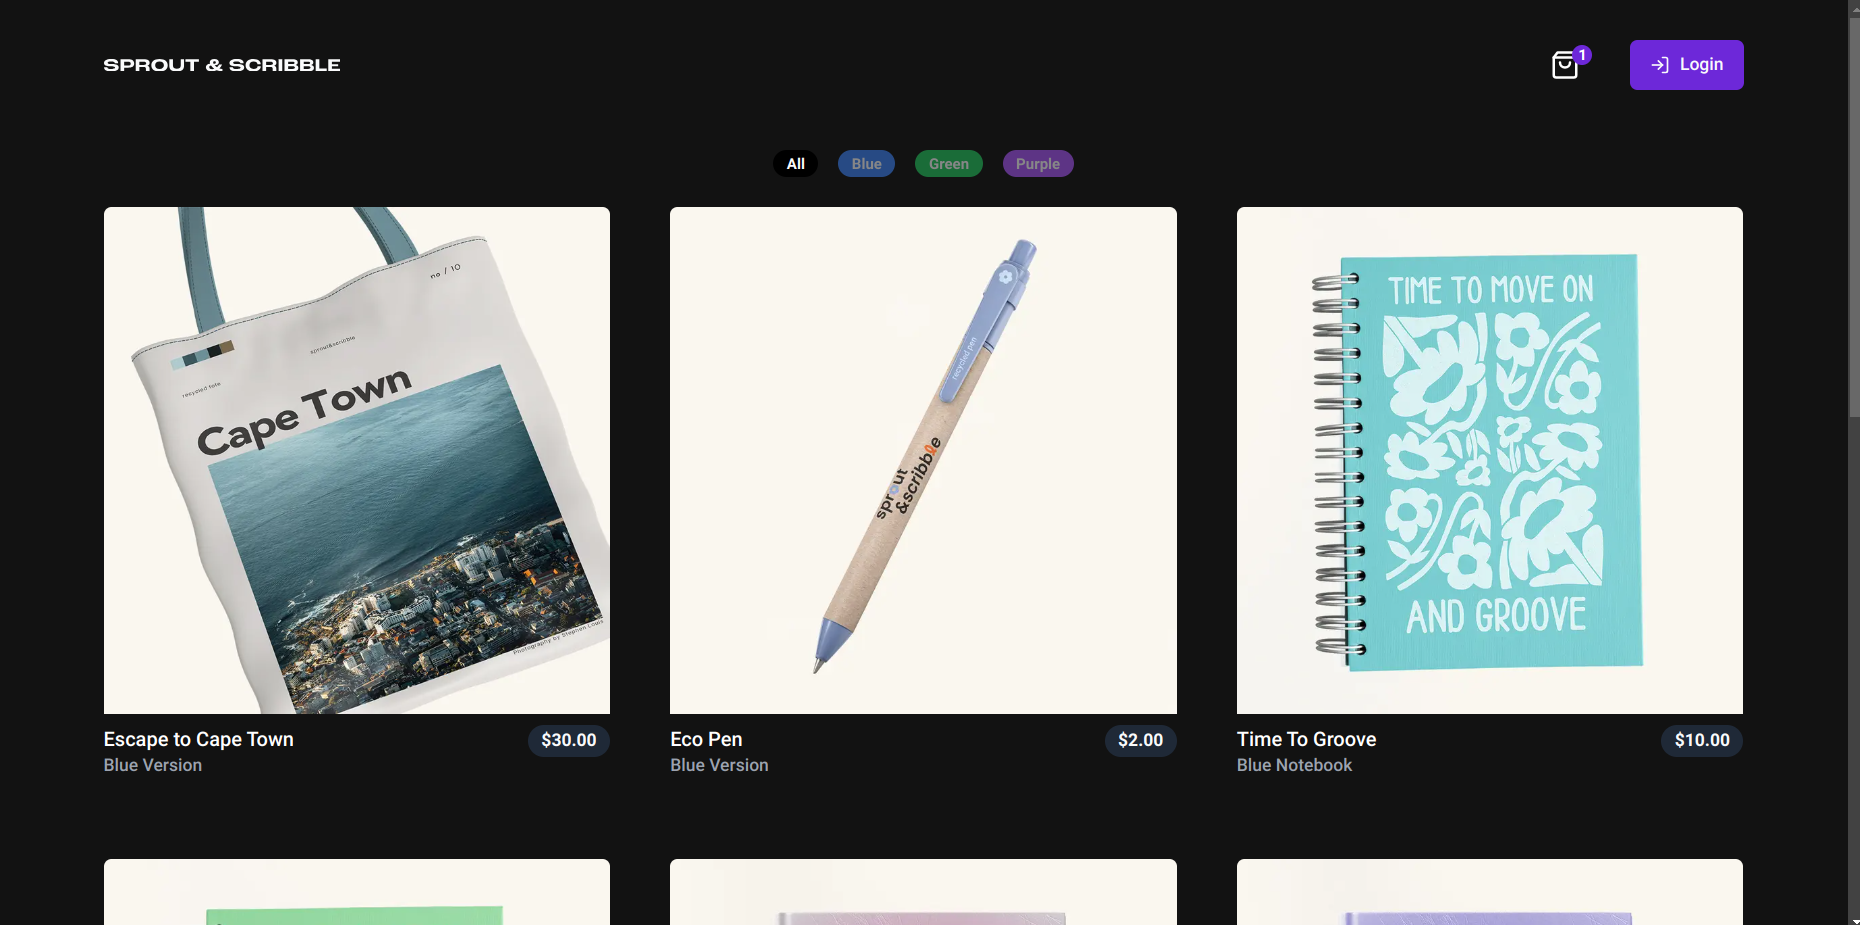 SPROUT & SCRIBBLE
1
Login
All
Blue
Green
Purple
no / 10
sprout&scribble
recycled tote
Cape Town
Photography by Stephen Louis
recycled pen
sprout
&scribble
TIME TO MOVE ON
AND GROOVE
Escape to Cape Town
$30.00
Blue Version
Eco Pen
$2.00
Blue Version
Time To Groove
$10.00
Blue Notebook